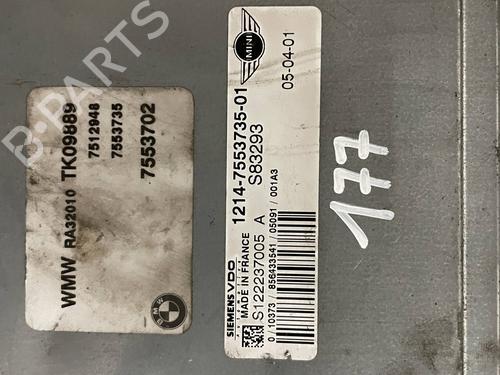 WMW RA32010 TK09889
7512948
7553735
7553702
SIEMENS VDO
AUTOMOTIVE
MADE IN FRANCE
1214-7553735-01
S122237005 A S83293
0 / 10373 / 856433541 / 05091 / 001A3
MINI
05-04-01
177
B-PARTS